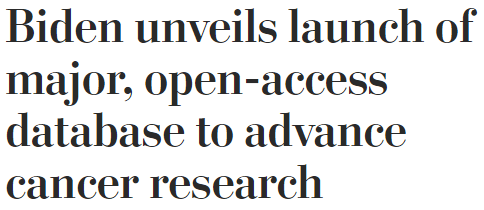 Biden unveils launch of
major, open-access
database to advance
cancer research